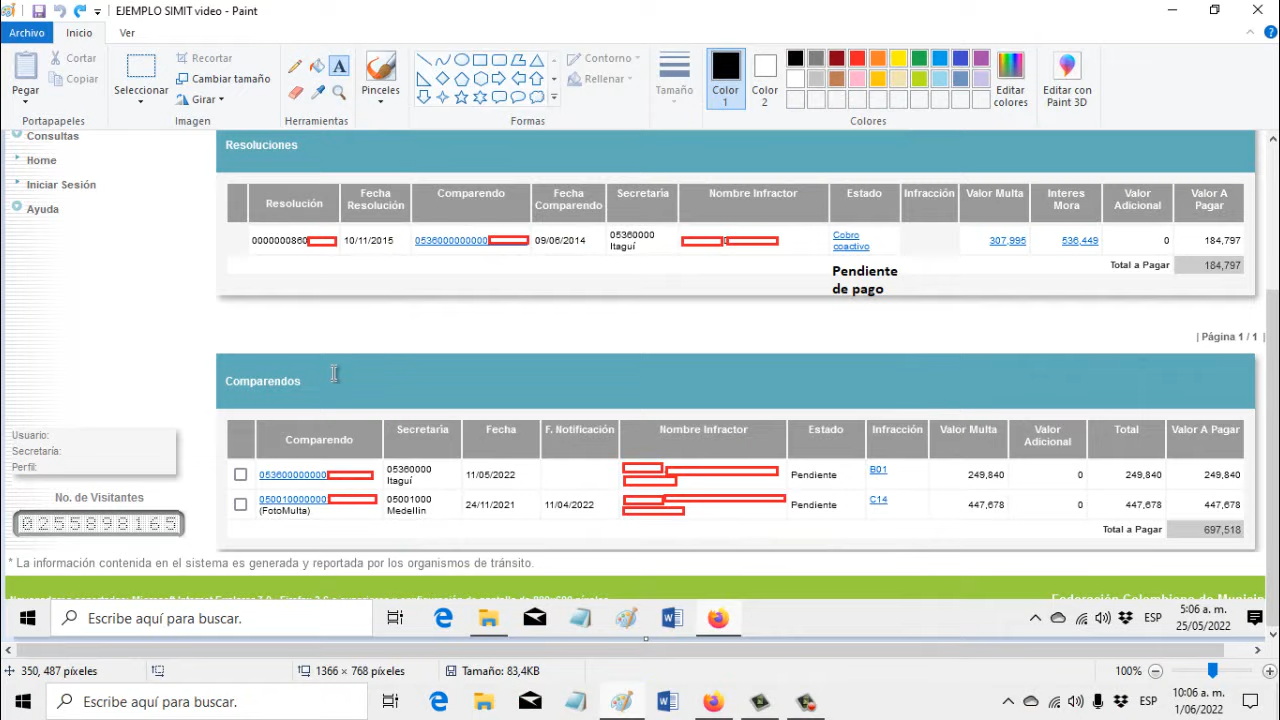 EJEMPLO SIMIT video - Paint
Archivo
Inicio
Ver
Pegar
Cortar
Copiar
Portapapeles
Seleccionar
Recortar
Cambiar tamaño
Girar
Imagen
Herramientas
Pinceles
Contorno
Rellenar
Formas
Tamaño
Color 1
Color 2
Editar colores
Colores
Editar con Paint 3D
Consultas
Home
Iniciar Sesión
Ayuda
Resoluciones
Resolución Fecha Resolución Comparendo Fecha Comparendo Secretaría Nombre Infractor Estado Infracción Valor Multa Interes Mora Valor Adicional Valor A Pagar
0000000860 10/11/2015 0536000000000 09/06/2014 05360000 Itaguí Cobro coactivo 307,995 536,449 0 184,797
Total a Pagar 184,797
Pendiente
de pago
| Página 1 / 1 |
Comparendos
Comparendo Secretaría Fecha F. Notificación Nombre Infractor Estado Infracción Valor Multa Valor Adicional Total Valor A Pagar
053600000000 05360000 Itaguí 11/05/2022 Pendiente B01 249,840 0 249,840 249,840
050010000000 (FotoMulta) 05001000 Medellin 24/11/2021 11/04/2022 Pendiente C14 447,678 0 447,678 447,678
Total a Pagar 697,518
Usuario:
Secretaría:
Perfil:
No. de Visitantes
* La información contenida en el sistema es generada y reportada por los organismos de tránsito.
Escribe aquí para buscar.
ESP
5:06 a. m.
25/05/2022
350, 487 píxeles
1366 × 768 píxeles
Tamaño: 83,4KB
100%
Escribe aquí para buscar.
ESP
10:06 a. m.
1/06/2022